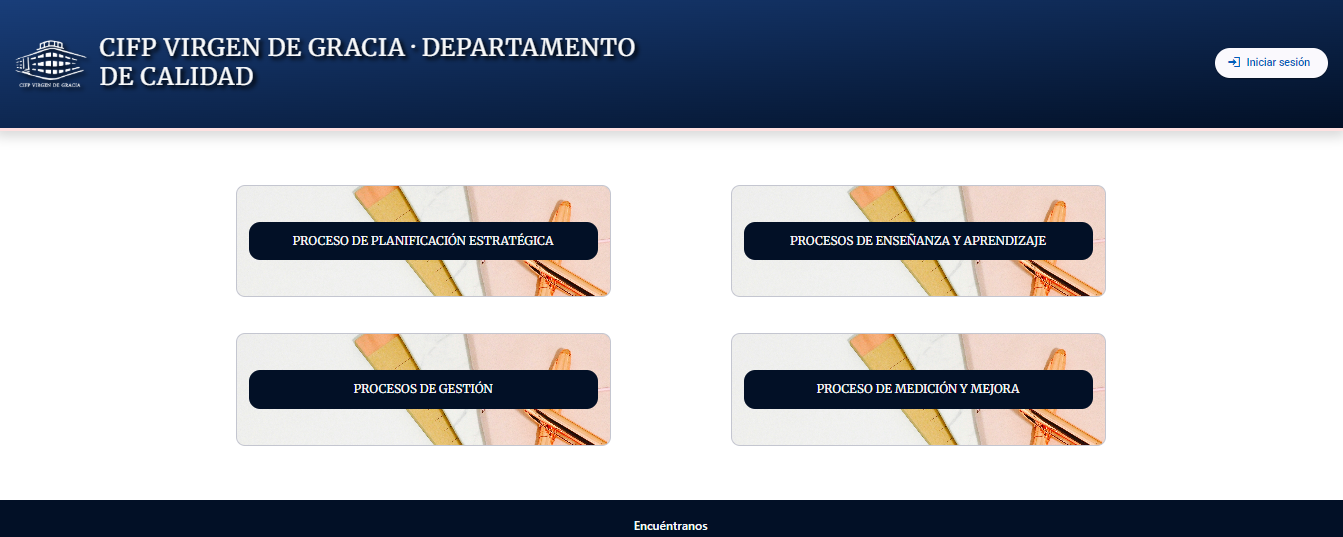 CIFP VIRGEN DE GRACIA · DEPARTAMENTO
DE CALIDAD
CIFP VIRGEN DE GRACIA
Iniciar sesión
PROCESO DE PLANIFICACIÓN ESTRATÉGICA
PROCESOS DE ENSEÑANZA Y APRENDIZAJE
PROCESOS DE GESTIÓN
PROCESO DE MEDICIÓN Y MEJORA
Encuéntranos